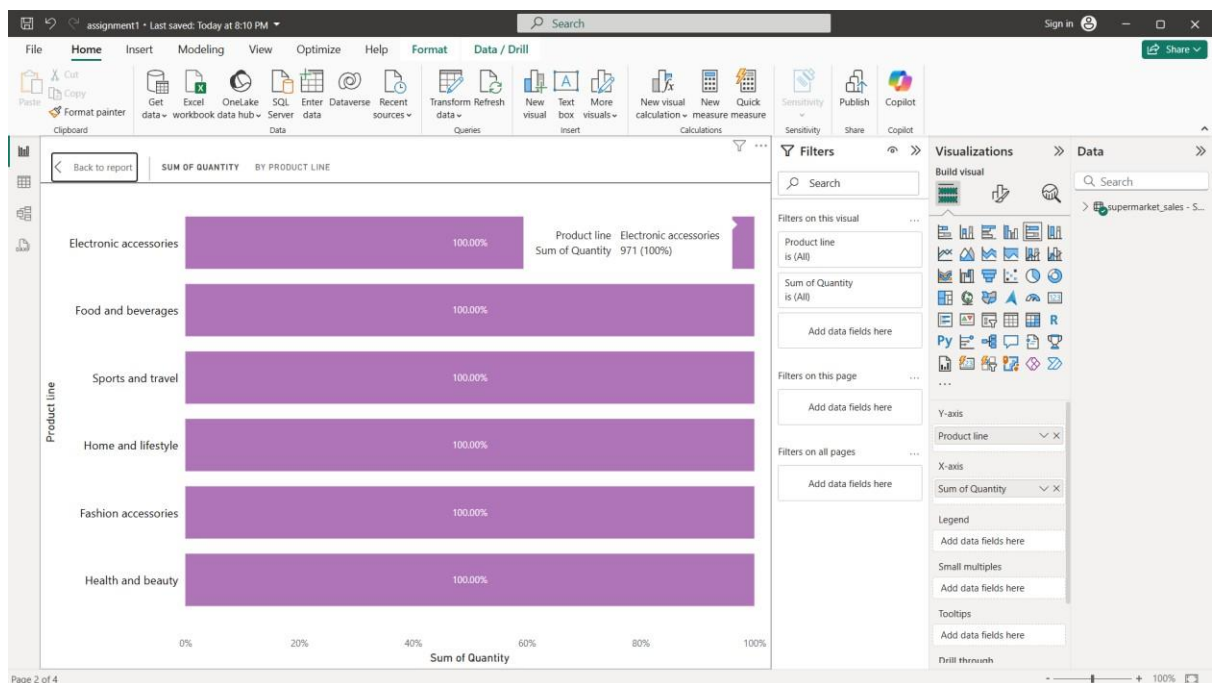 assignment1 • Last saved: Today at 8:10 PM
Search
Sign in
File Home Insert Modeling View Optimize Help Format Data / Drill
Share
Paste
Cut
Copy
Format painter
Get data
Excel workbook
OneLake data hub
SQL Server
Enter data
Dataverse
Recent sources
Transform data
Refresh
New visual
Text box
More visuals
New visual calculation
New measure
Quick measure
Sensitivity
Publish
Copilot
Clipboard Data Queries Insert Calculations Sensitivity Share Copilot
Back to report
SUM OF QUANTITY BY PRODUCT LINE
Product line
Electronic accessories 100.00%
Product line Electronic accessories
Sum of Quantity 971 (100%)
Food and beverages 100.00%
Sports and travel 100.00%
Home and lifestyle 100.00%
Fashion accessories 100.00%
Health and beauty 100.00%
0% 20% 40% 60% 80% 100%
Sum of Quantity
Filters
Search
Filters on this visual
Product line
is (All)
Sum of Quantity
is (All)
Add data fields here
Filters on this page
Add data fields here
Filters on all pages
Add data fields here
Visualizations
Build visual
R
Py
Y-axis
Product line
X-axis
Sum of Quantity
Legend
Add data fields here
Small multiples
Add data fields here
Tooltips
Add data fields here
Drill through
Data
Search
supermarket_sales - S...
Page 2 of 4
100%